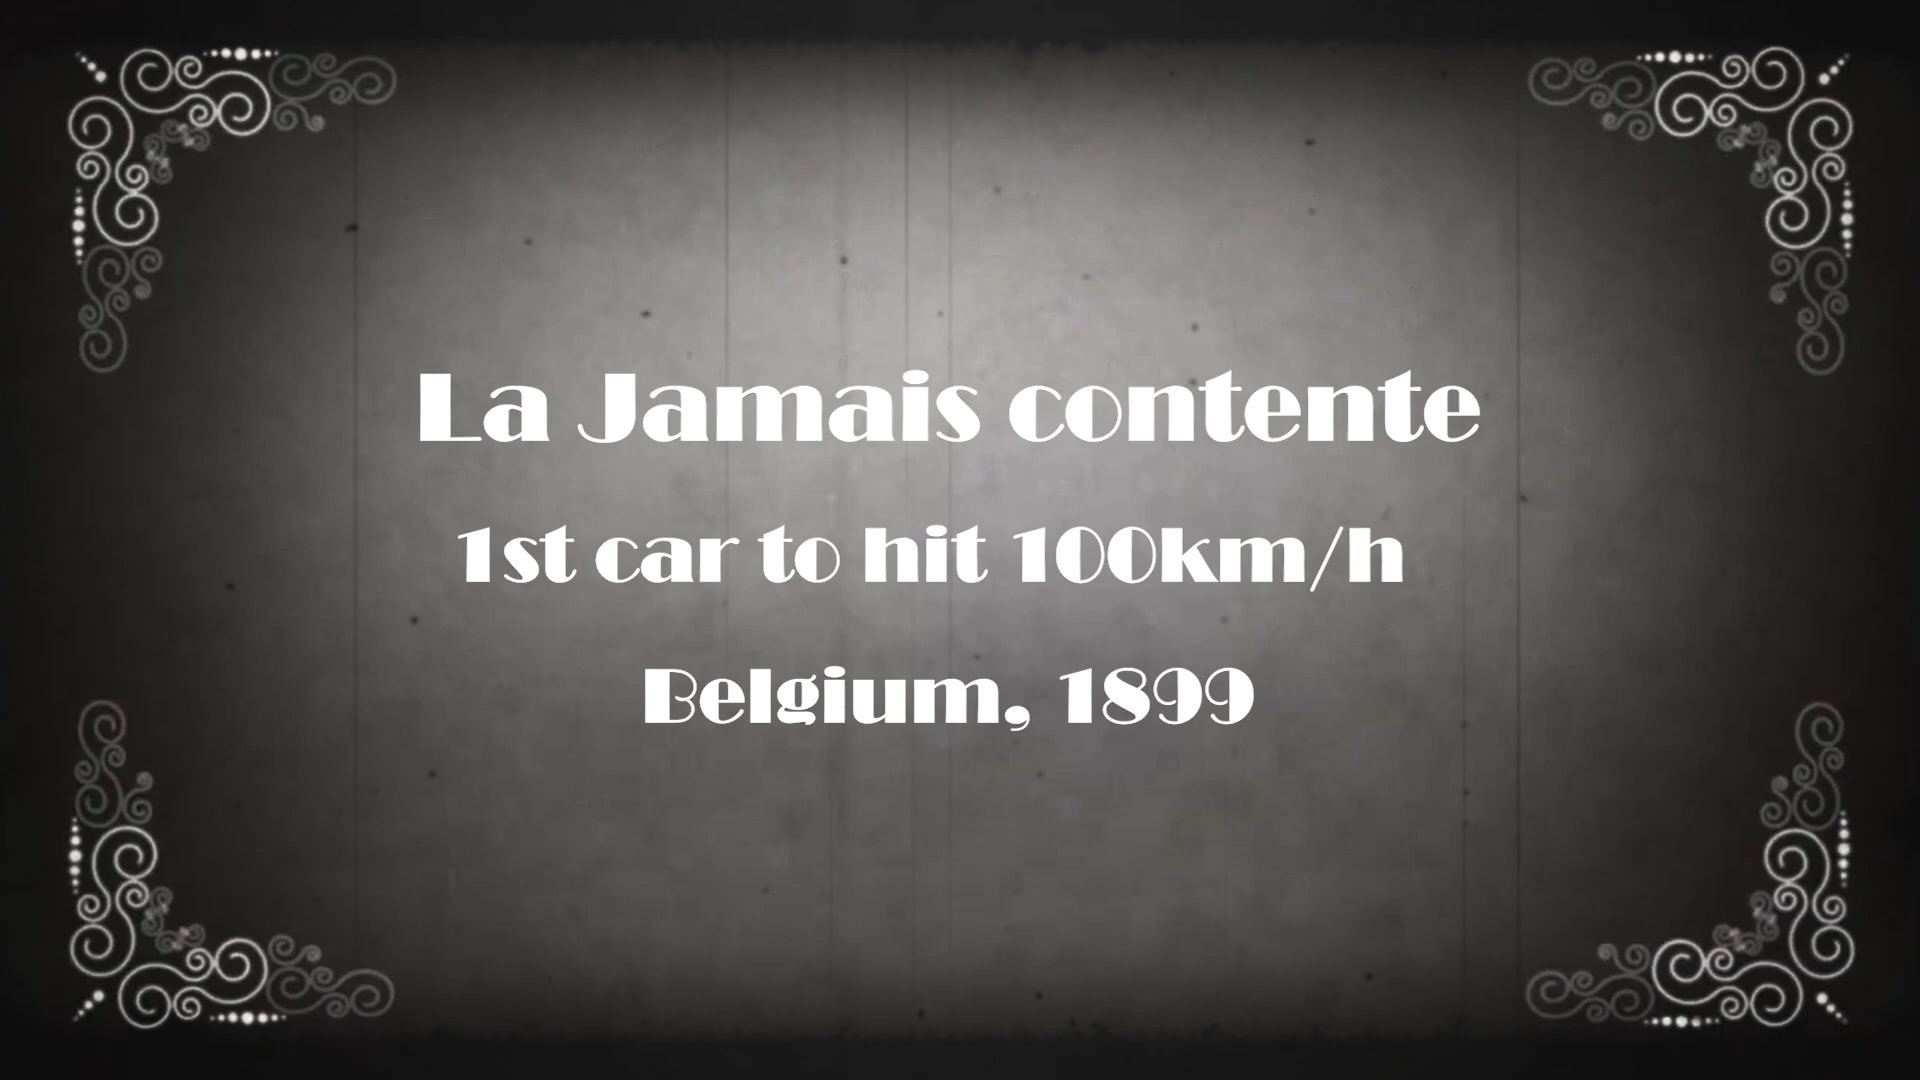 La Jamais contente
1st car to hit 100km/h
Belgium, 1899